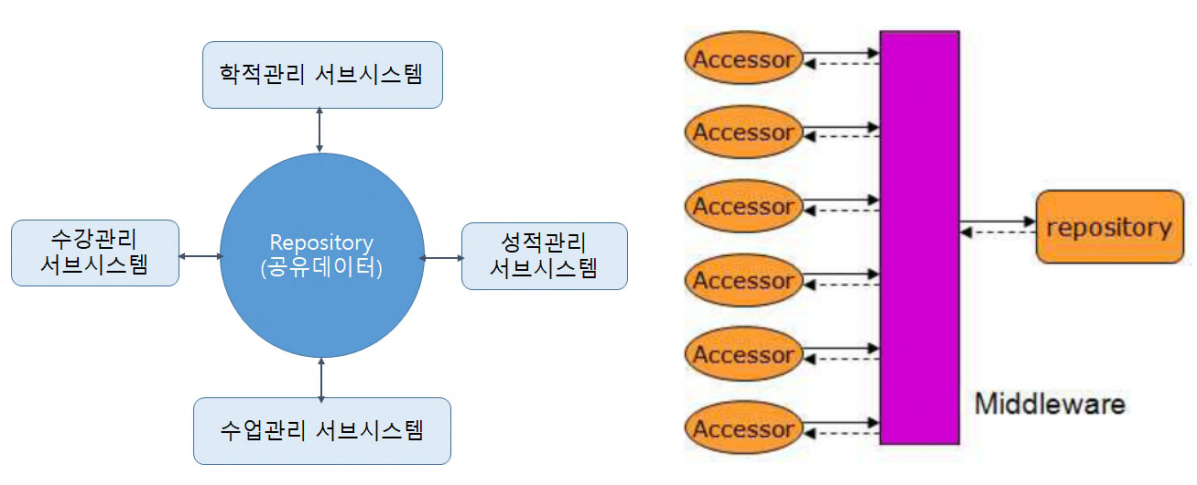 학적관리 서브시스템
수강관리
서브시스템
Repository
(공유데이터)
성적관리
서브시스템
수업관리 서브시스템
Accessor
Accessor
Accessor
Accessor
Accessor
Accessor
repository
Middleware